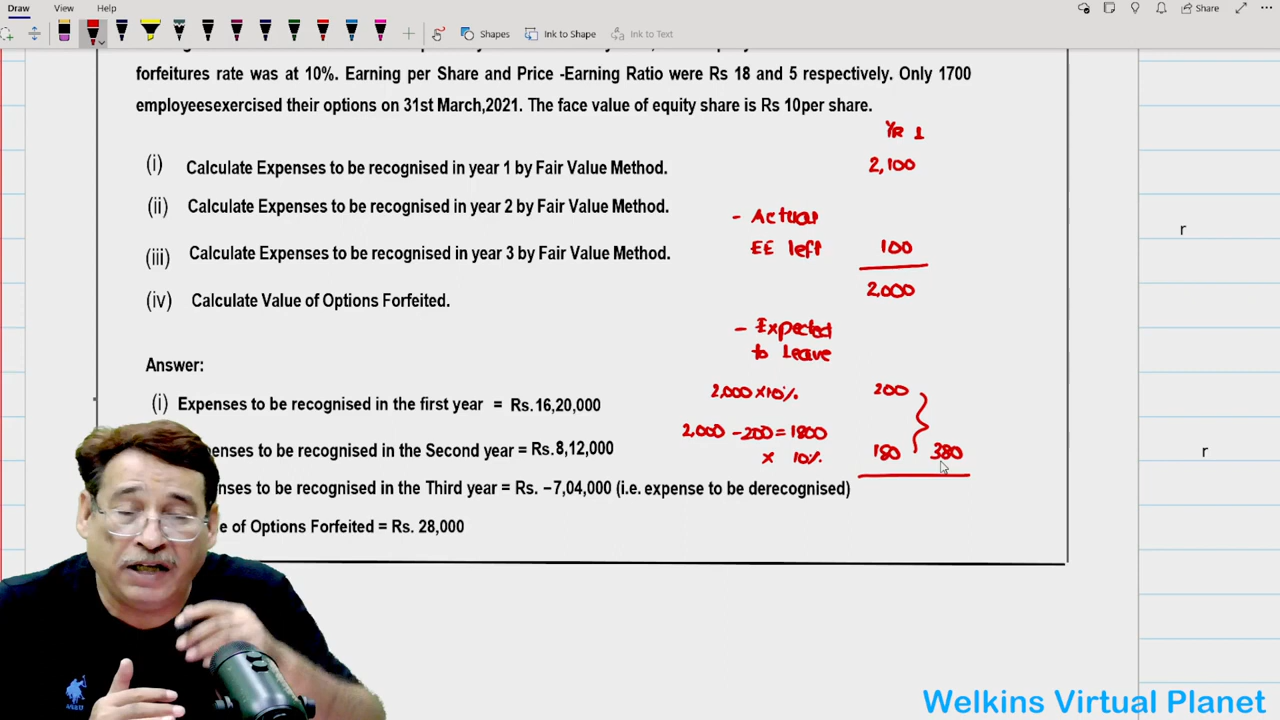 Draw View Help Share
Shapes Ink to Shape Ink to Text
forfeitures rate was at 10%. Earning per Share and Price -Earning Ratio were Rs 18 and 5 respectively. Only 1700
employeesexercised their options on 31st March,2021. The face value of equity share is Rs 10per share.
YR 1
(i) Calculate Expenses to be recognised in year 1 by Fair Value Method.
2,100
(ii) Calculate Expenses to be recognised in year 2 by Fair Value Method.
- Actual
(iii) Calculate Expenses to be recognised in year 3 by Fair Value Method.
EE left 100
r
(iv) Calculate Value of Options Forfeited.
2,000
- Expected
to Leave
Answer:
2,000 x 10% 200
(i) Expenses to be recognised in the first year = Rs.16,20,000
2,000 - 200 = 1800
penses to be recognised in the Second year = Rs.8,12,000
x 10% 180 380
r
nses to be recognised in the Third year = Rs. –7,04,000 (i.e. expense to be derecognised)
e of Options Forfeited = Rs. 28,000
Welkins Virtual Planet